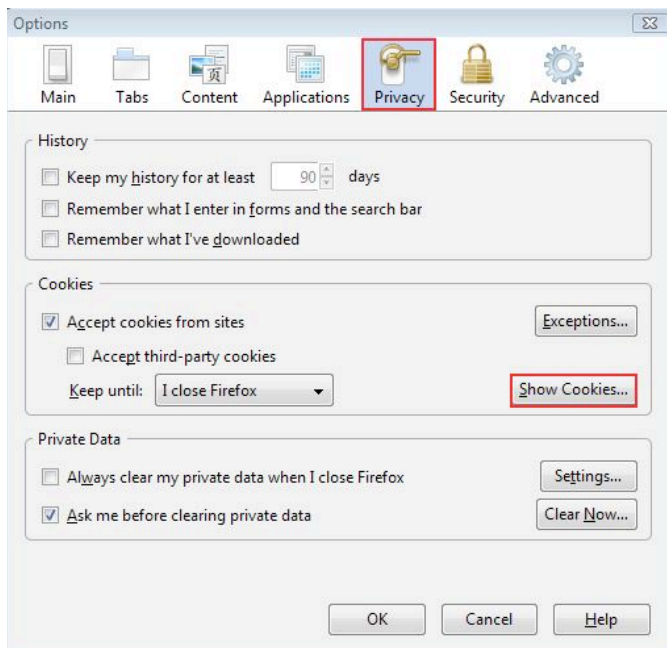 Options
页
Main Tabs Content Applications Privacy Security Advanced
History
Keep my history for at least 90 days
Remember what I enter in forms and the search bar
Remember what I've downloaded
Cookies
Accept cookies from sites Exceptions...
Accept third-party cookies
Keep until: I close Firefox Show Cookies...
Private Data
Always clear my private data when I close Firefox Settings...
Ask me before clearing private data Clear Now...
OK Cancel Help